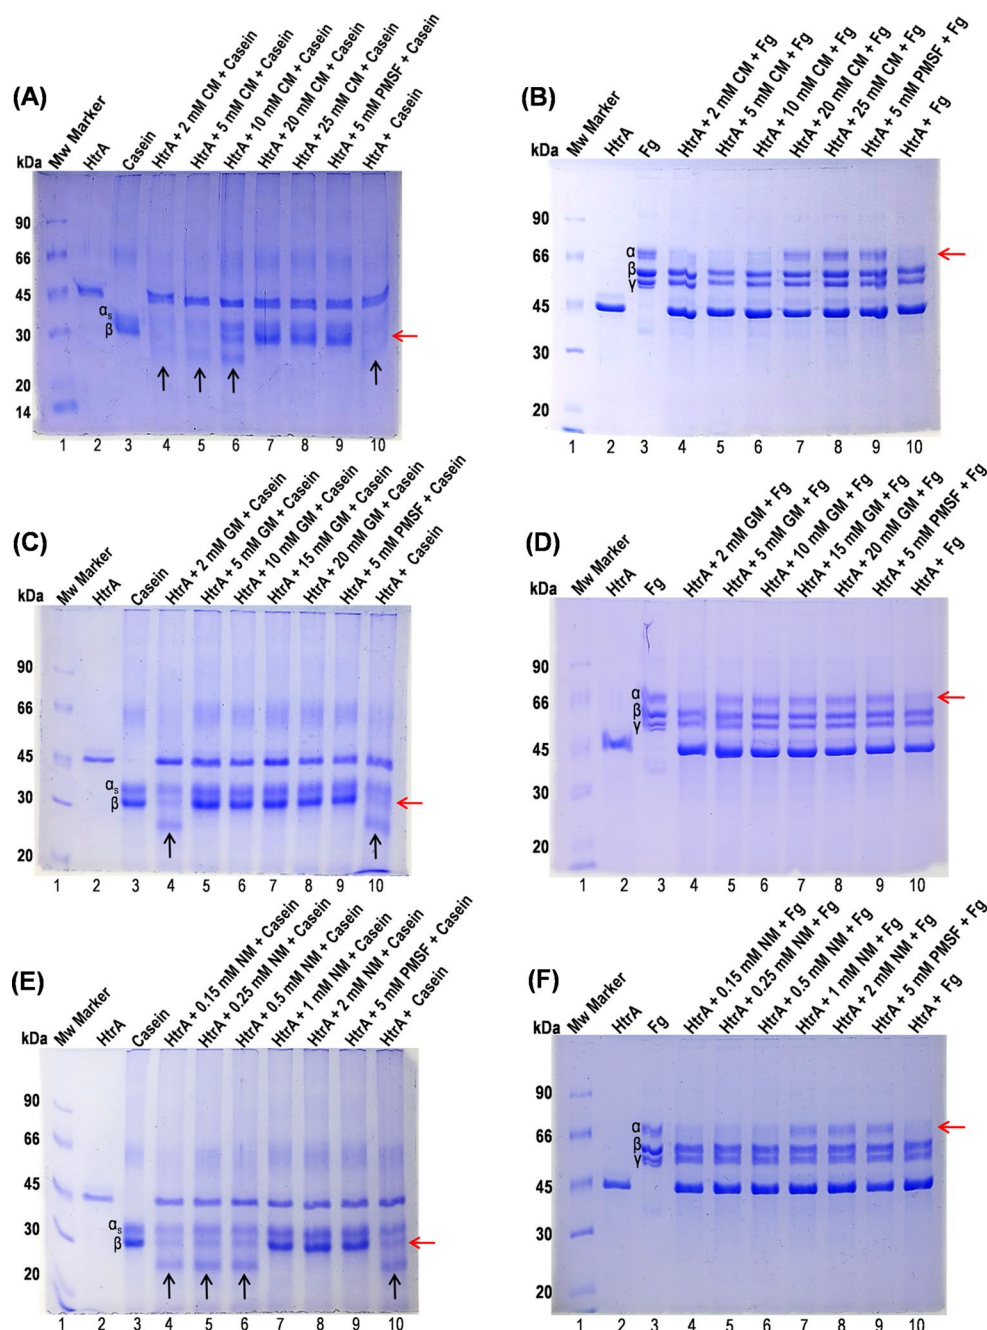 (A)
kDa
Mw Marker
HtrA
Casein
HtrA + 2 mM CM + Casein
HtrA + 5 mM CM + Casein
HtrA + 10 mM CM + Casein
HtrA + 20 mM CM + Casein
HtrA + 25 mM CM + Casein
HtrA + 5 mM PMSF + Casein
HtrA + Casein
90
66
45
αs
β
30
20
14
1 2 3 4 5 6 7 8 9 10
(B)
kDa
Mw Marker
HtrA
Fg
HtrA + 2 mM CM + Fg
HtrA + 5 mM CM + Fg
HtrA + 10 mM CM + Fg
HtrA + 20 mM CM + Fg
HtrA + 25 mM CM + Fg
HtrA + 5 mM PMSF + Fg
HtrA + Fg
90
66
α
β
γ
45
30
20
1 2 3 4 5 6 7 8 9 10
(C)
kDa
Mw Marker
HtrA
Casein
HtrA + 2 mM GM + Casein
HtrA + 5 mM GM + Casein
HtrA + 10 mM GM + Casein
HtrA + 15 mM GM + Casein
HtrA + 20 mM GM + Casein
HtrA + 5 mM PMSF + Casein
HtrA + Casein
90
66
45
αs
30
β
20
1 2 3 4 5 6 7 8 9 10
(D)
kDa
Mw Marker
HtrA
Fg
HtrA + 2 mM GM + Fg
HtrA + 5 mM GM + Fg
HtrA + 10 mM GM + Fg
HtrA + 15 mM GM + Fg
HtrA + 20 mM GM + Fg
HtrA + 5 mM PMSF + Fg
HtrA + Fg
90
66
α
β
γ
45
30
20
1 2 3 4 5 6 7 8 9 10
(E)
kDa
Mw Marker
HtrA
Casein
HtrA + 0.15 mM NM + Casein
HtrA + 0.25 mM NM + Casein
HtrA + 0.5 mM NM + Casein
HtrA + 1 mM NM + Casein
HtrA + 2 mM NM + Casein
HtrA + 5 mM PMSF + Casein
HtrA + Casein
90
66
45
30
αs
β
20
1 2 3 4 5 6 7 8 9 10
(F)
kDa
Mw Marker
HtrA
Fg
HtrA + 0.15 mM NM + Fg
HtrA + 0.25 mM NM + Fg
HtrA + 0.5 mM NM + Fg
HtrA + 1 mM NM + Fg
HtrA + 2 mM NM + Fg
HtrA + 5 mM PMSF + Fg
HtrA + Fg
90
66
α
β
γ
45
30
20
1 2 3 4 5 6 7 8 9 10